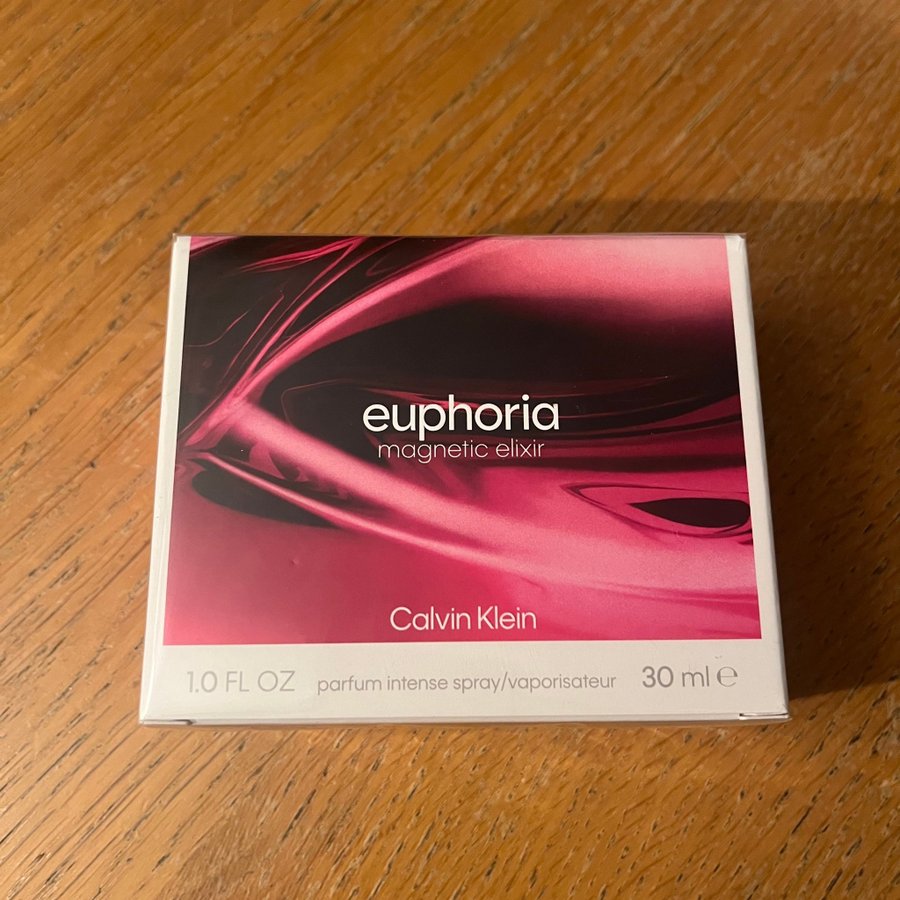 euphoria
magnetic elixir
Calvin Klein
1.0 FL OZ parfum intense spray/vaporisateur 30 ml ℮